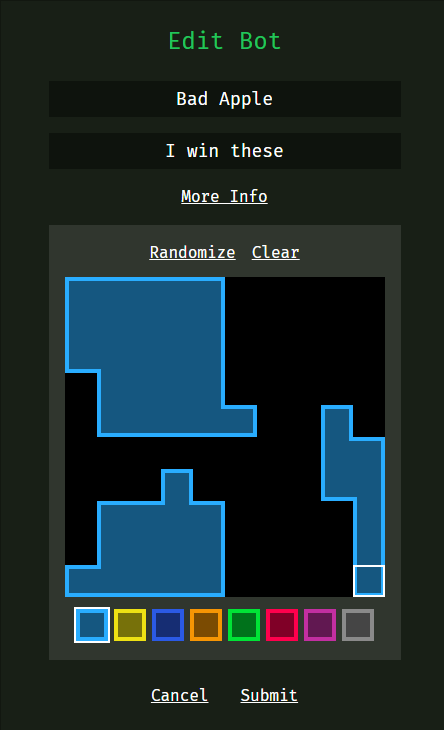 Edit Bot
Bad Apple
I win these
More Info
Randomize Clear
Cancel Submit